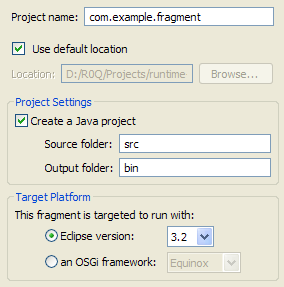 Project name: com.example.fragment
Use default location
Location: D:/R0Q/Projects/runtime Browse...
Project Settings
Create a Java project
Source folder: src
Output folder: bin
Target Platform
This fragment is targeted to run with:
Eclipse version: 3.2
an OSGi framework: Equinox